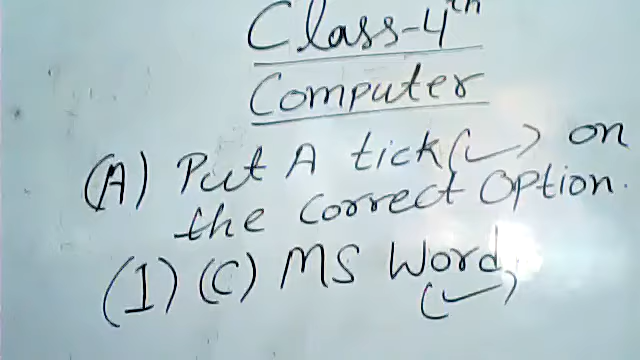 Class-4th
Computer
(A) Put A tick (✓) on
the Correct Option.
(1) (C) MS Word,
(✓)